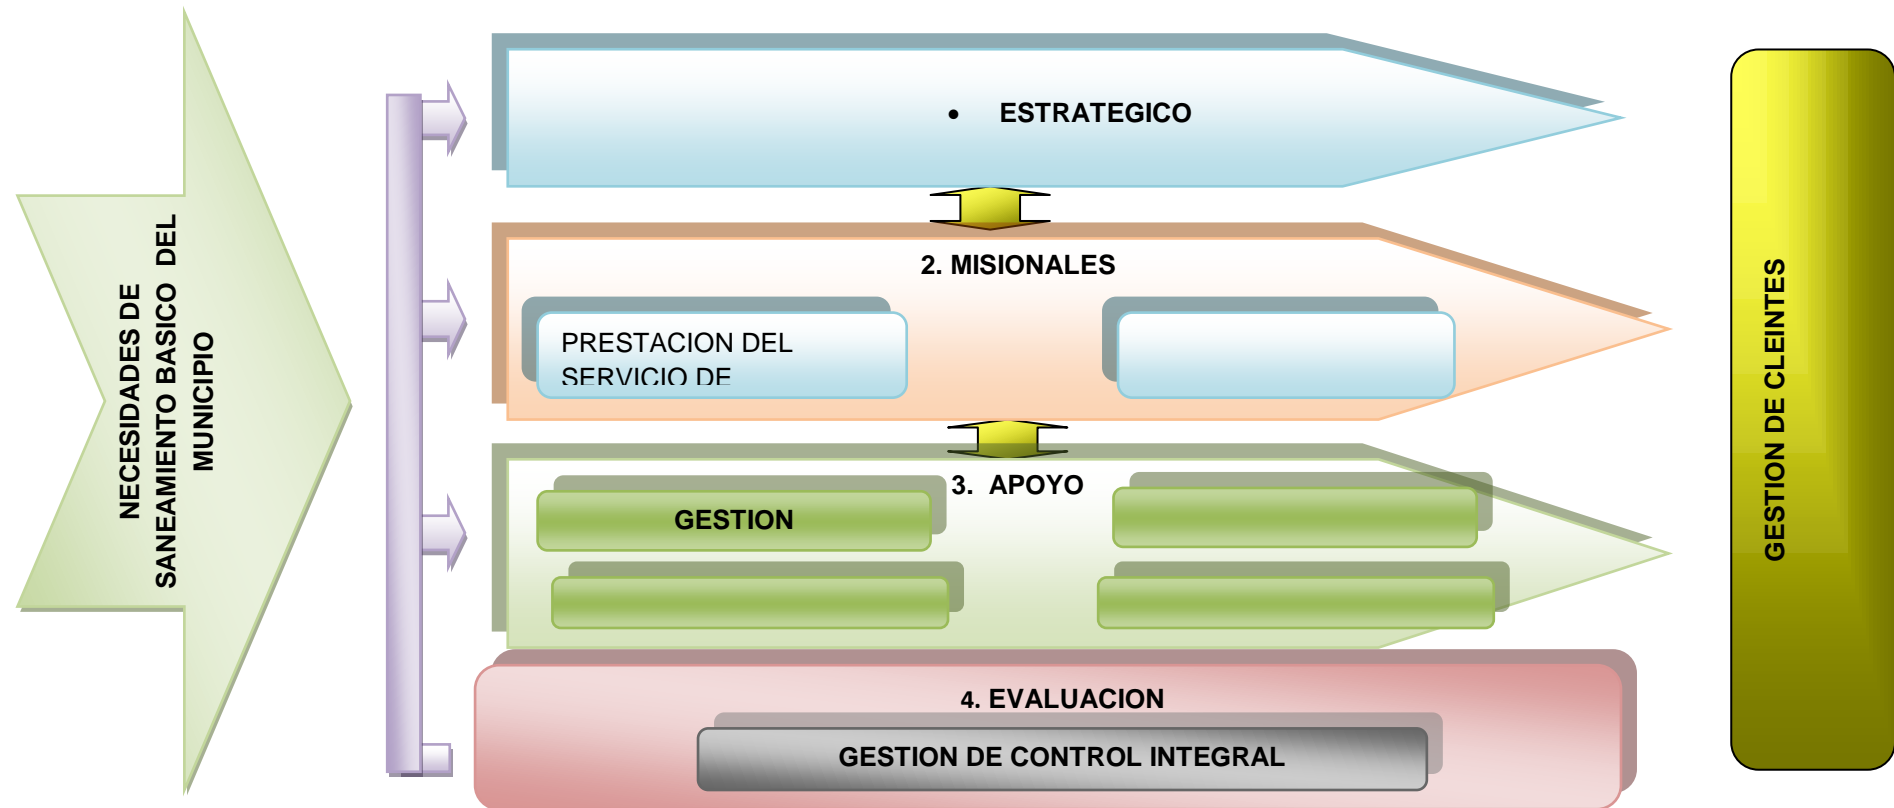 NECESIDADES DE
SANEAMIENTO BASICO DEL
MUNICIPIO
• ESTRATEGICO
2. MISIONALES
PRESTACION DEL
SERVICIO DE
3. APOYO
GESTION
4. EVALUACION
GESTION DE CONTROL INTEGRAL
GESTION DE CLEINTES